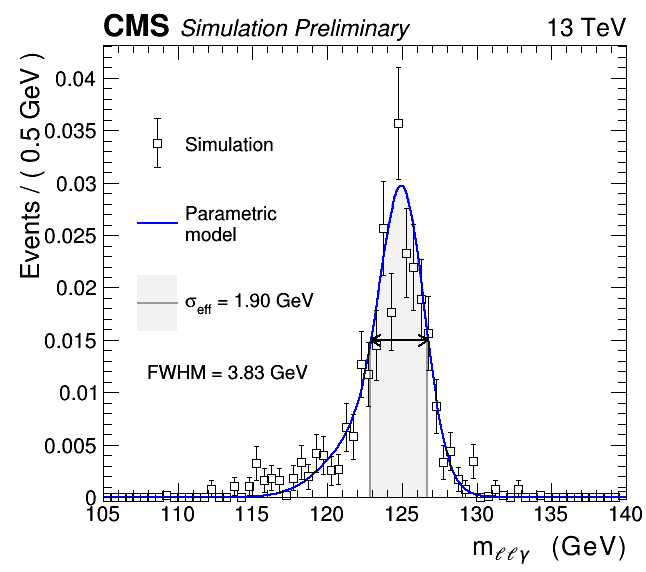 CMS Simulation Preliminary 13 TeV
Events / ( 0.5 GeV )
0.04
0.035
0.03
0.025
0.02
0.015
0.01
0.005
0
Simulation
Parametric
model
σeff = 1.90 GeV
FWHM = 3.83 GeV
105 110 115 120 125 130 135 140
mℓℓγ (GeV)